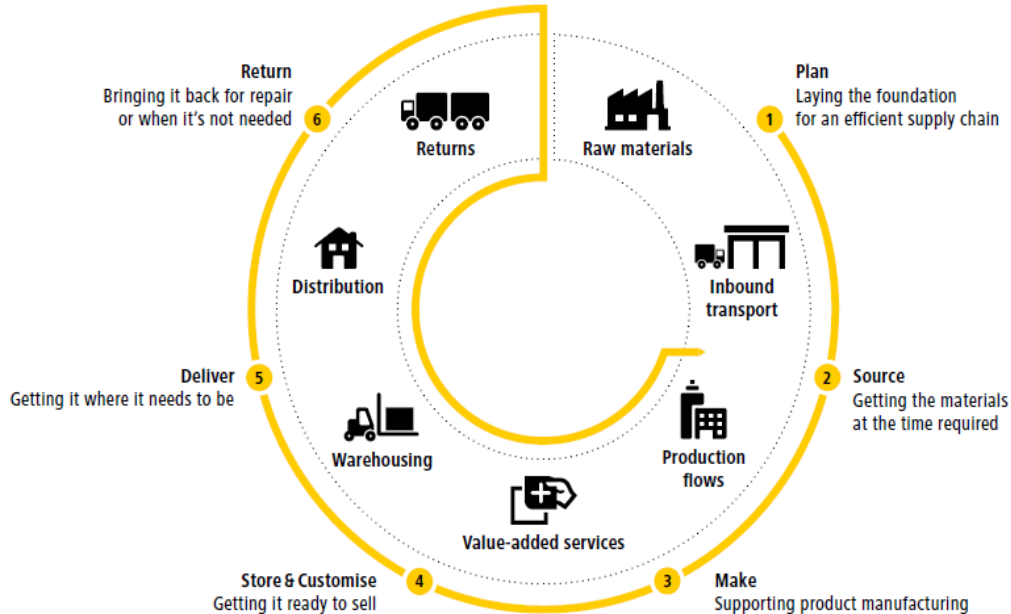 Plan
Laying the foundation
for an efficient supply chain
1
Raw materials
Inbound
transport
2
Source
Getting the materials
at the time required
Production
flows
3
Make
Supporting product manufacturing
Value-added services
4
Store & Customise
Getting it ready to sell
Warehousing
5
Deliver
Getting it where it needs to be
Distribution
6
Return
Bringing it back for repair
or when it's not needed
Returns